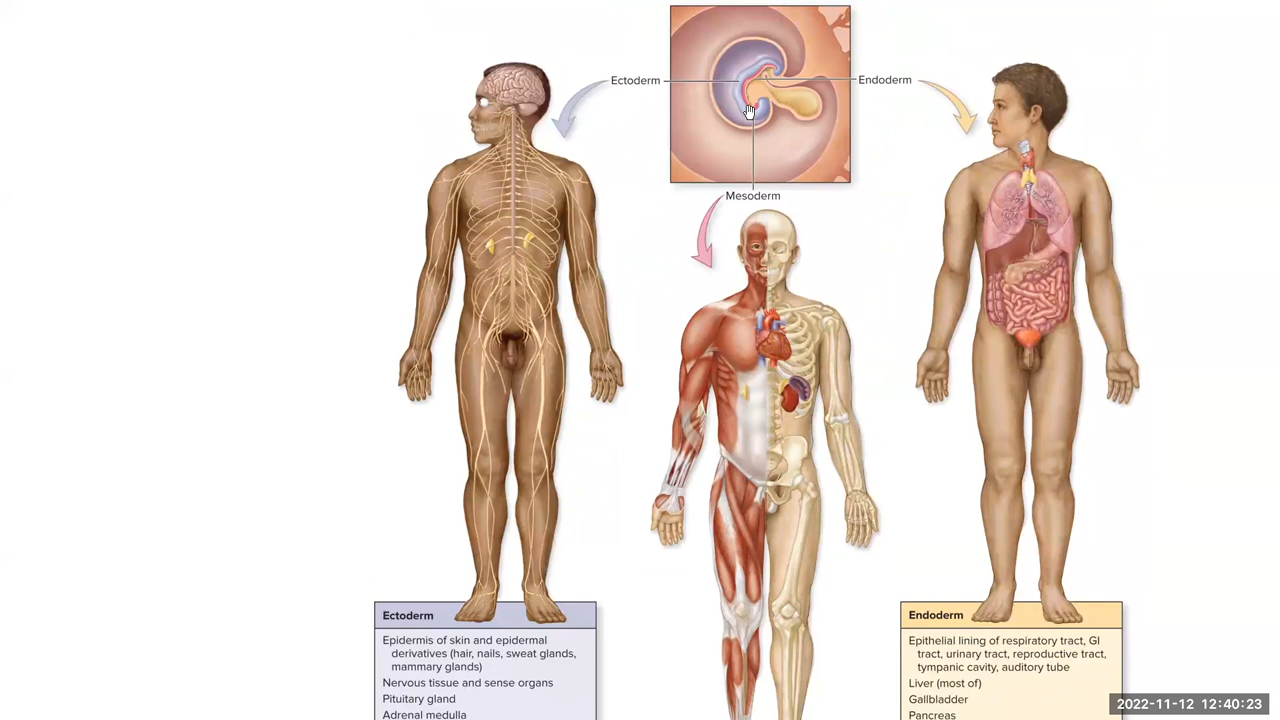 Ectoderm
Endoderm
Mesoderm
Ectoderm
Epidermis of skin and epidermal
derivatives (hair, nails, sweat glands,
mammary glands)
Nervous tissue and sense organs
Pituitary gland
Adrenal medulla
Endoderm
Epithelial lining of respiratory tract, GI
tract, urinary tract, reproductive tract,
tympanic cavity, auditory tube
Liver (most of)
Gallbladder
Pancreas
2022-11-12 12:40:23